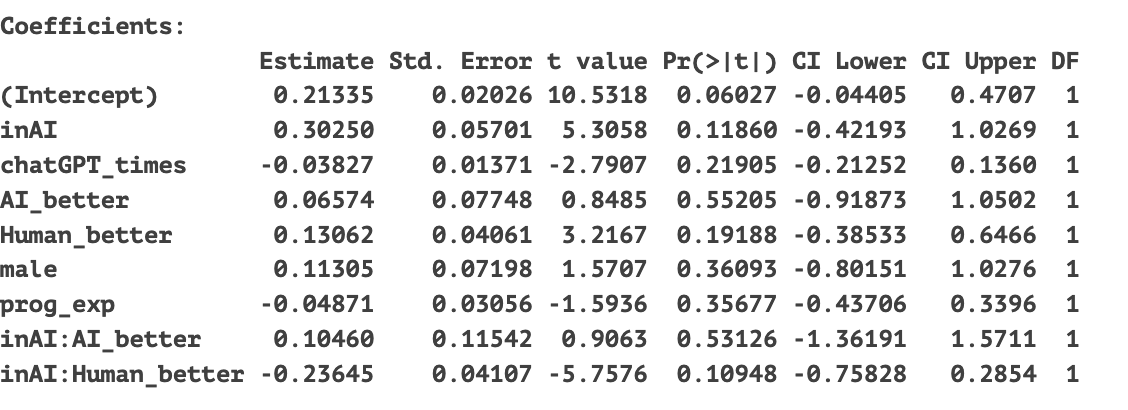 Coefficients:
Estimate Std. Error t value Pr(>|t|) CI Lower CI Upper DF
(Intercept) 0.21335 0.02026 10.5318 0.06027 -0.04405 0.4707 1
inAI 0.30250 0.05701 5.3058 0.11860 -0.42193 1.0269 1
chatGPT_times -0.03827 0.01371 -2.7907 0.21905 -0.21252 0.1360 1
AI_better 0.06574 0.07748 0.8485 0.55205 -0.91873 1.0502 1
Human_better 0.13062 0.04061 3.2167 0.19188 -0.38533 0.6466 1
male 0.11305 0.07198 1.5707 0.36093 -0.80151 1.0276 1
prog_exp -0.04871 0.03056 -1.5936 0.35677 -0.43706 0.3396 1
inAI:AI_better 0.10460 0.11542 0.9063 0.53126 -1.36191 1.5711 1
inAI:Human_better -0.23645 0.04107 -5.7576 0.10948 -0.75828 0.2854 1